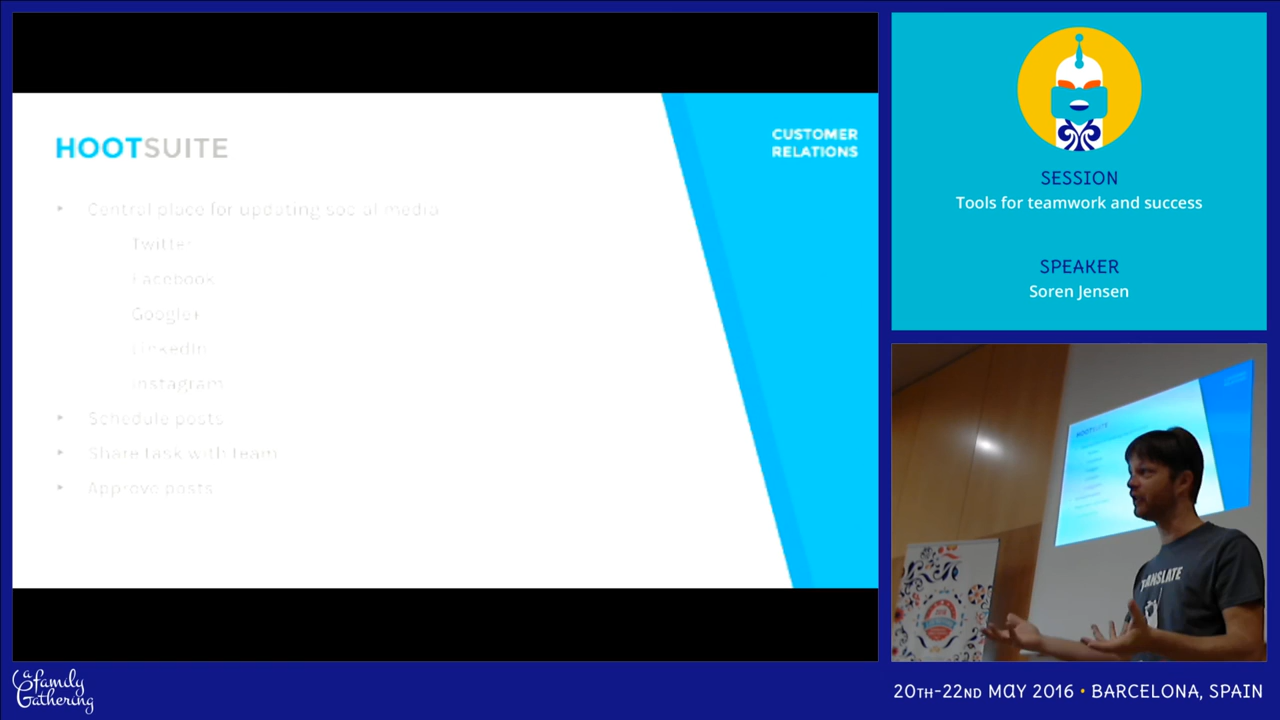 HOOTSUITE
CUSTOMER
RELATIONS
Central place for updating social media
Twitter
Facebook
Google+
LinkedIn
Instagram
Schedule posts
Share task with team
Approve posts
SESSION
Tools for teamwork and success
SPEAKER
Soren Jensen
HOOTSUITE
TRANSLATE
a family
Gathering
20TH-22ND MAY 2016 • BARCELONA, SPAIN